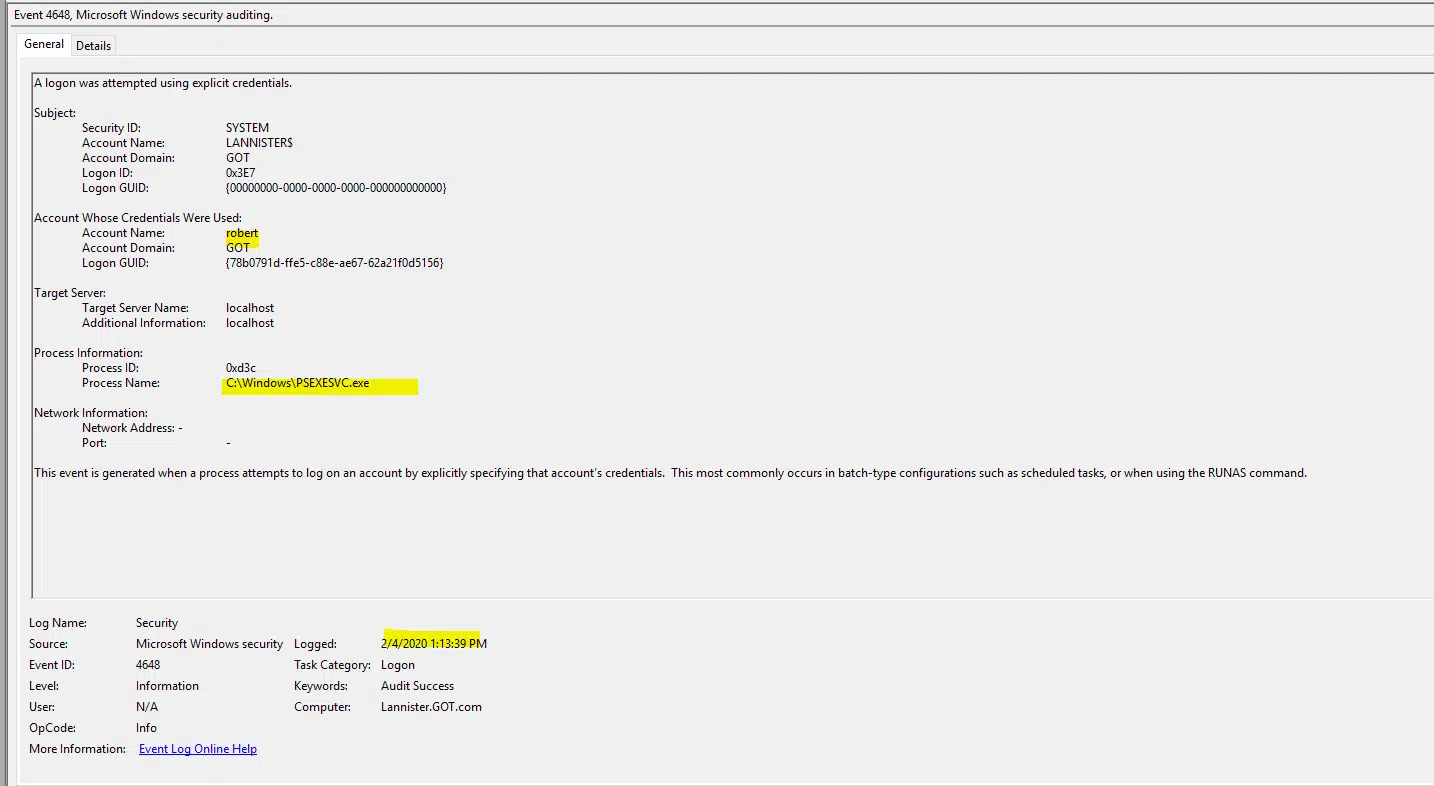 Event 4648, Microsoft Windows security auditing.
General Details
A logon was attempted using explicit credentials.
Subject:
Security ID: SYSTEM
Account Name: LANNISTER$
Account Domain: GOT
Logon ID: 0x3E7
Logon GUID: {00000000-0000-0000-0000-000000000000}
Account Whose Credentials Were Used:
Account Name: robert
Account Domain: GOT
Logon GUID: {78b0791d-ffe5-c88e-ae67-62a21f0d5156}
Target Server:
Target Server Name: localhost
Additional Information: localhost
Process Information:
Process ID: 0xd3c
Process Name: C:\Windows\PSEXESVC.exe
Network Information:
Network Address: -
Port: -
This event is generated when a process attempts to log on an account by explicitly specifying that account's credentials. This most commonly occurs in batch-type configurations such as scheduled tasks, or when using the RUNAS command.
Log Name: Security
Source: Microsoft Windows security Logged: 2/4/2020 1:13:39 PM
Event ID: 4648 Task Category: Logon
Level: Information Keywords: Audit Success
User: N/A Computer: Lannister.GOT.com
OpCode: Info
More Information: Event Log Online Help